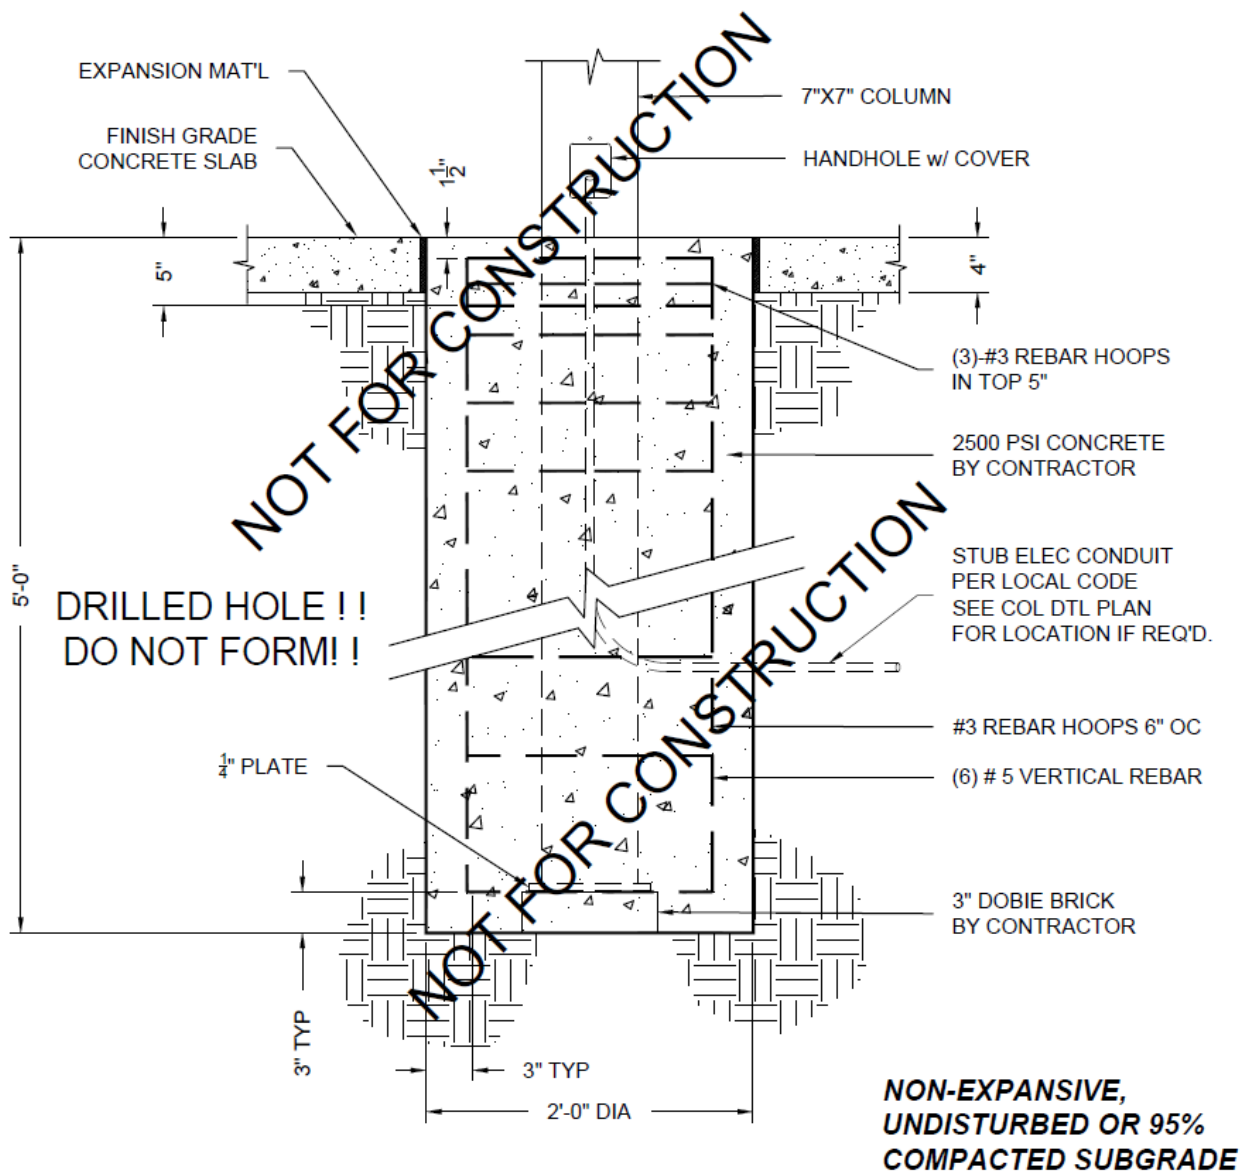 EXPANSION MAT'L
FINISH GRADE
CONCRETE SLAB
1 1/2"
7"X7" COLUMN
HANDHOLE w/ COVER
5"
4"
(3)-#3 REBAR HOOPS
IN TOP 5"
2500 PSI CONCRETE
BY CONTRACTOR
NOT FOR CONSTRUCTION
5'-0"
DRILLED HOLE ! !
DO NOT FORM! !
STUB ELEC CONDUIT
PER LOCAL CODE
SEE COL DTL PLAN
FOR LOCATION IF REQ'D.
#3 REBAR HOOPS 6" OC
1/4" PLATE
(6) # 5 VERTICAL REBAR
NOT FOR CONSTRUCTION
3" DOBIE BRICK
BY CONTRACTOR
3" TYP
3" TYP
2'-0" DIA
NON-EXPANSIVE,
UNDISTURBED OR 95%
COMPACTED SUBGRADE